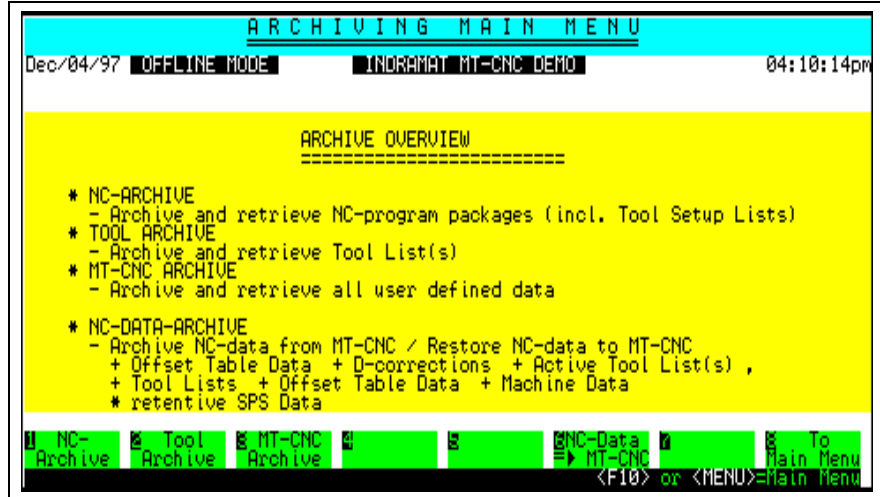 ARCHIVING MAIN MENU
Dec/04/97 OFFLINE MODE INDRAMAT MT-CNC DEMO 04:10:14pm
ARCHIVE OVERVIEW
=========================
* NC-ARCHIVE
- Archive and retrieve NC-program packages (incl. Tool Setup Lists)
* TOOL ARCHIVE
- Archive and retrieve Tool List(s)
* MT-CNC ARCHIVE
- Archive and retrieve all user defined data
* NC-DATA-ARCHIVE
- Archive NC-data from MT-CNC / Restore NC-data to MT-CNC
+ Offset Table Data + D-corrections + Active Tool List(s) ,
+ Tool Lists + Offset Table Data + Machine Data
* retentive SPS Data
1 NC- 2 Tool 3 MT-CNC 4 5 6 NC-Data 7 8 To
Archive Archive Archive => MT-CNC Main Menu
<F10> or <MENU>=Main Menu